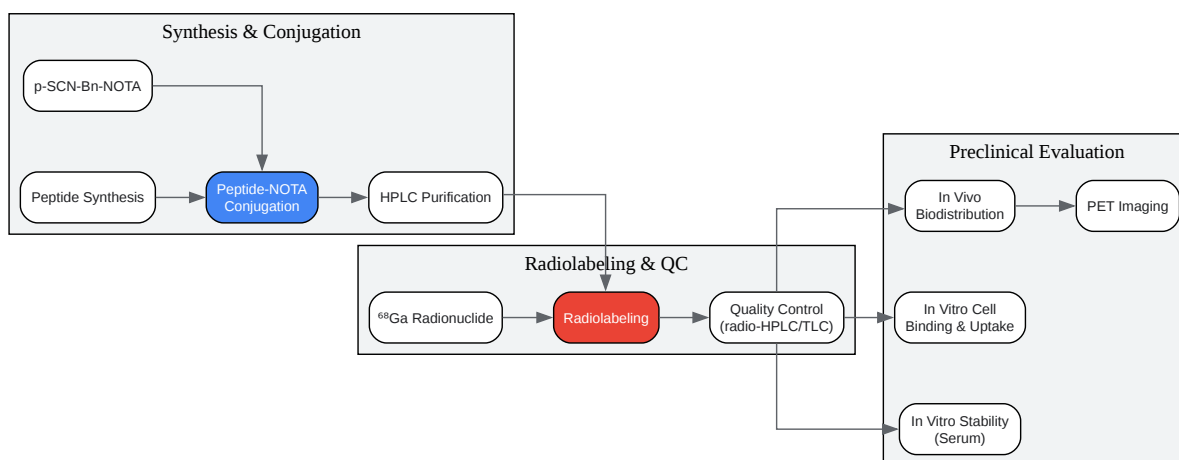 Synthesis & Conjugation
p-SCN-Bn-NOTA
Peptide Synthesis
Peptide-NOTA
Conjugation
HPLC Purification
Radiolabeling & QC
⁶⁸Ga Radionuclide
Radiolabeling
Quality Control
(radio-HPLC/TLC)
Preclinical Evaluation
In Vivo
Biodistribution
PET Imaging
In Vitro Cell
Binding & Uptake
In Vitro Stability
(Serum)